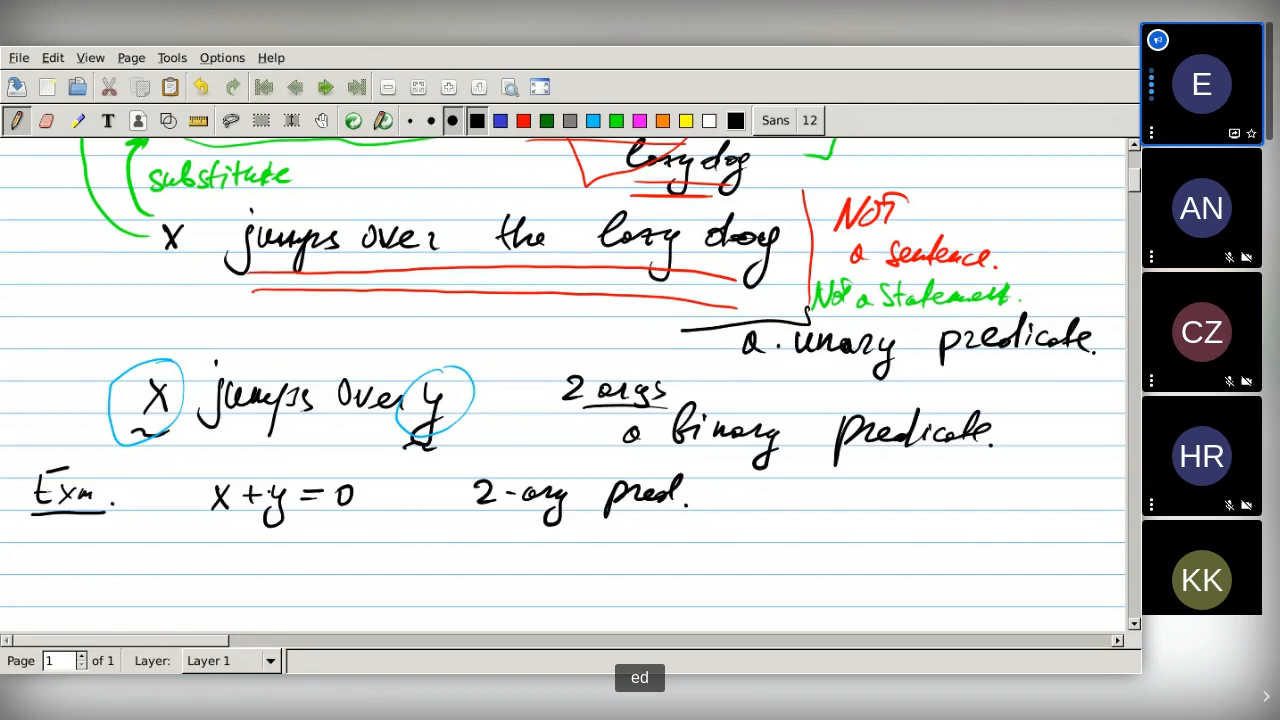 File Edit View Page Tools Options Help
Sans 12
lazy dog
substitute
x jumps over the lazy dog
NOT
a sentence.
Not a statement.
a unary predicate.
x jumps over y
2 args
a binary predicate.
Exm. x + y = 0 2-ary pred.
Page 1 of 1 Layer: Layer 1
ed
E
AN
CZ
HR
KK